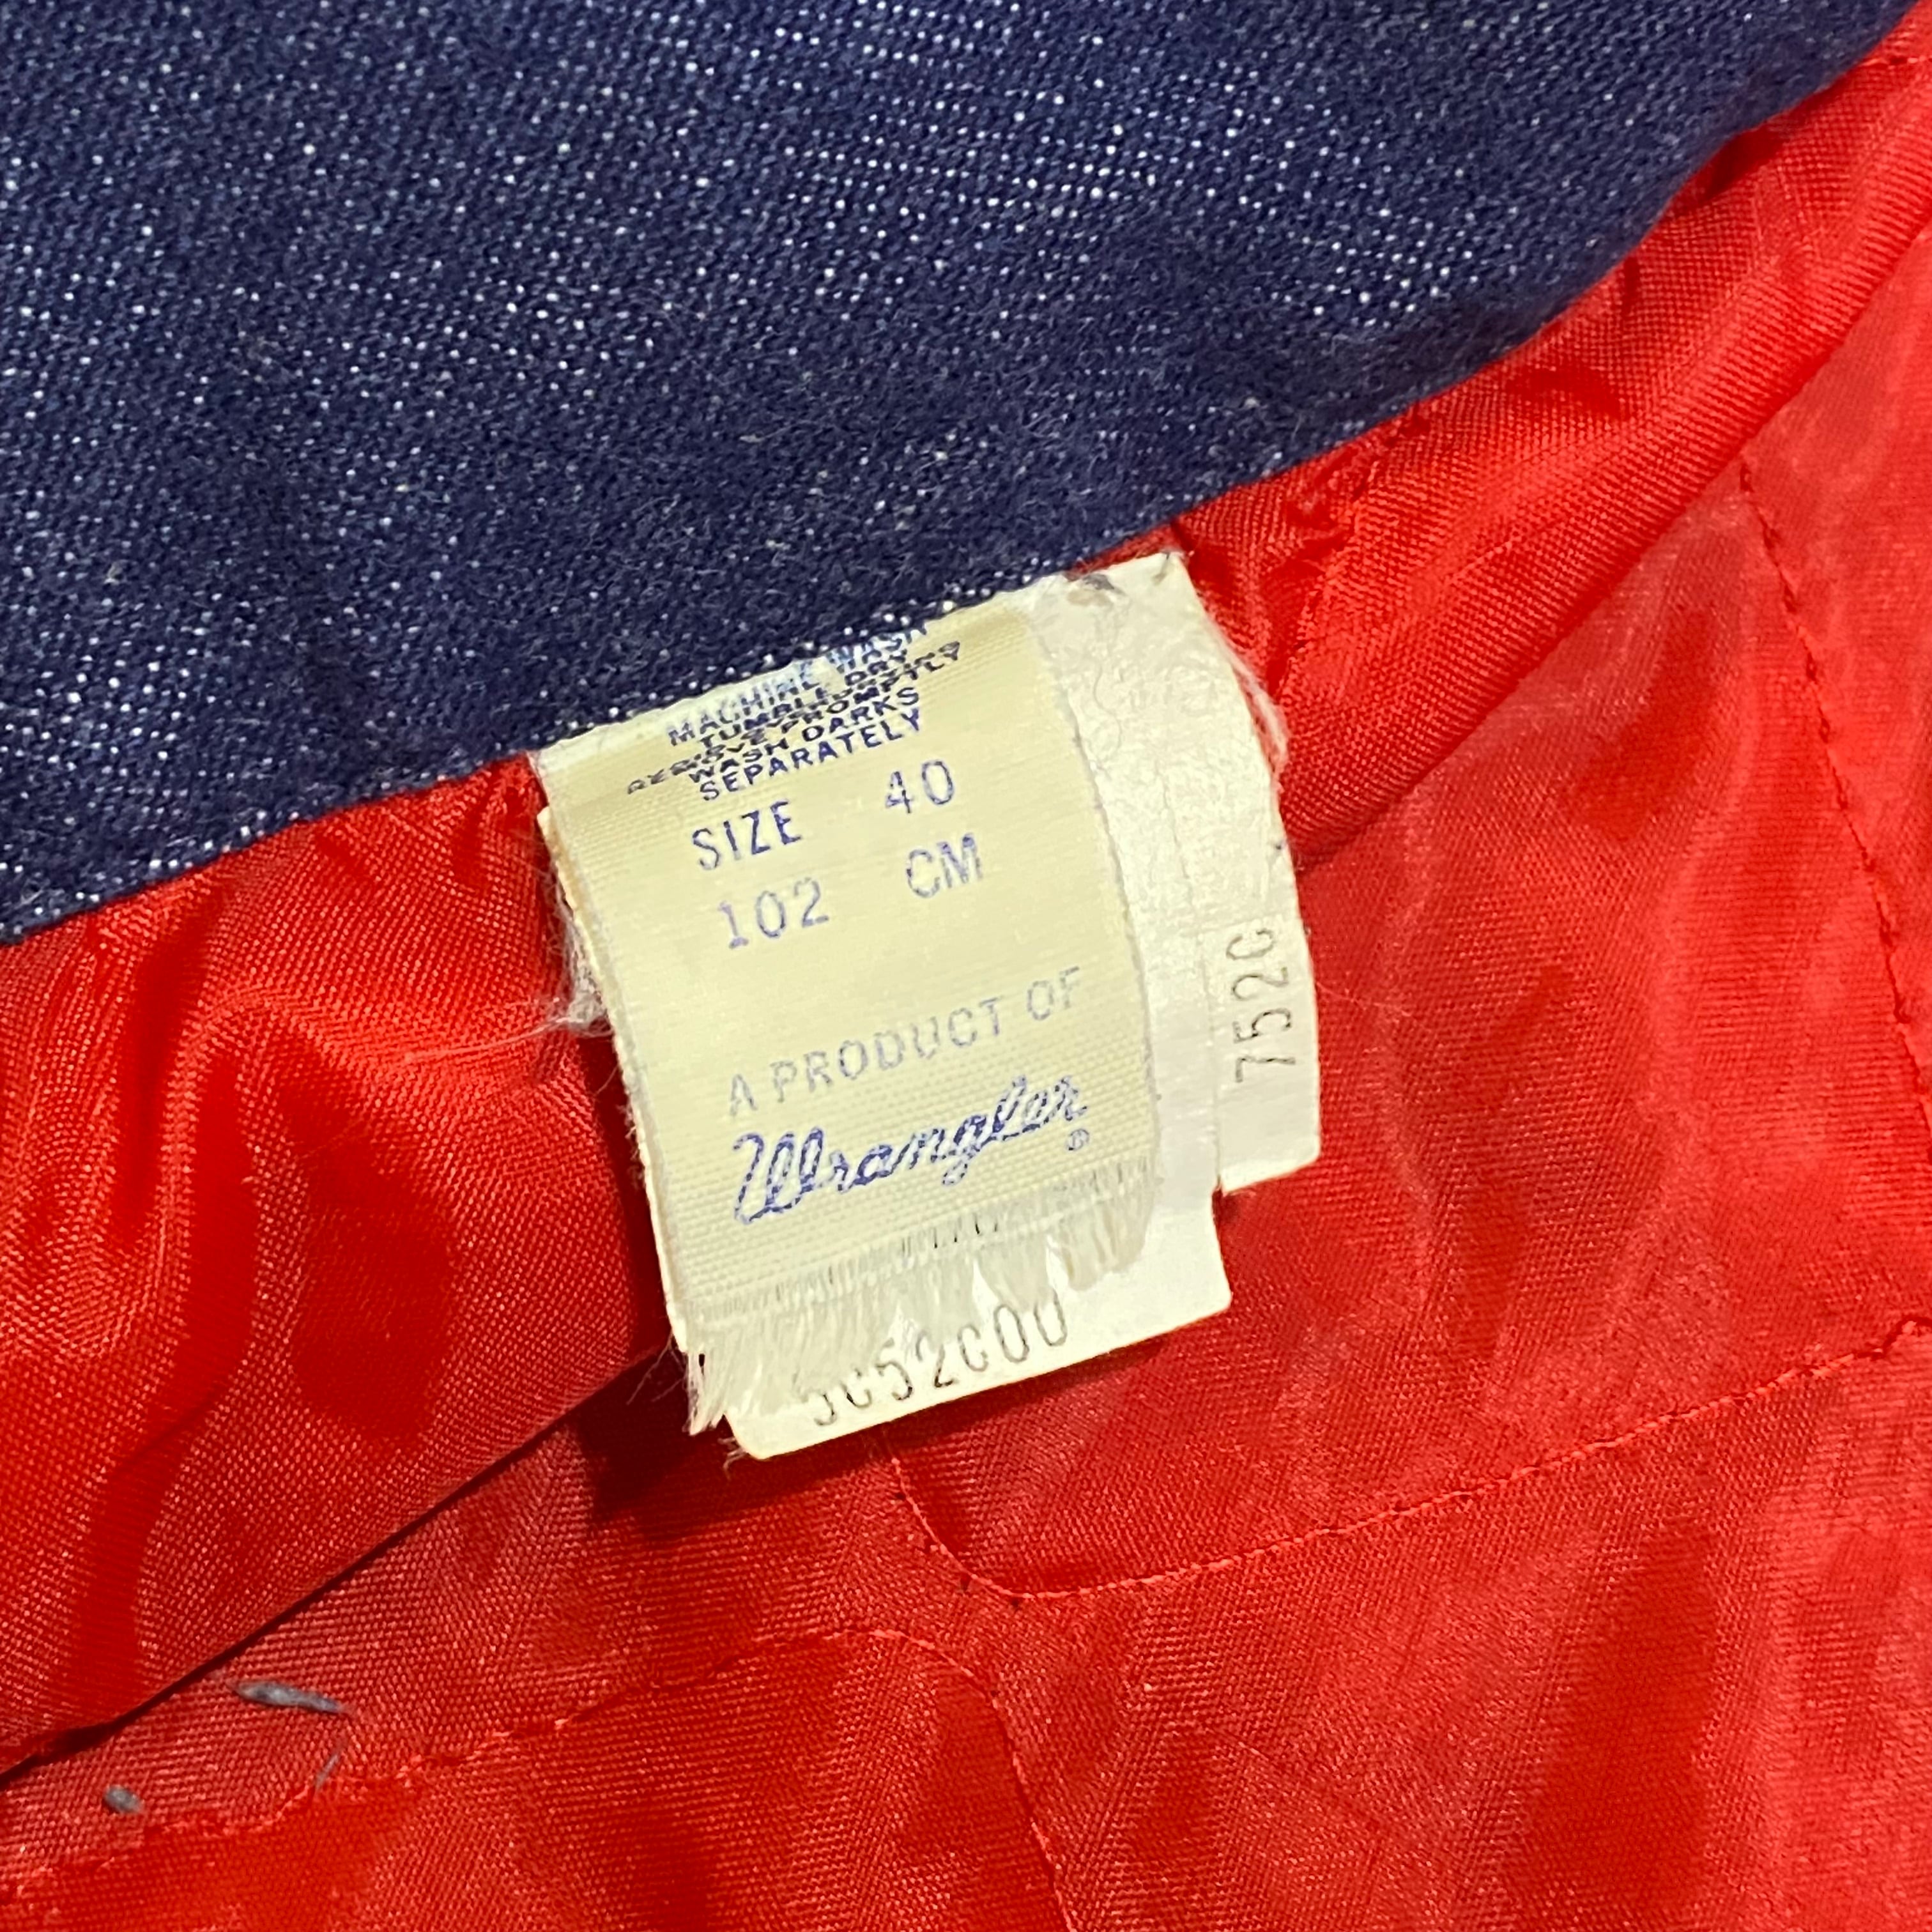 MACHINE WASH
TUMBLE DRY
REMOVE PROMPTLY
WASH DARKS
SEPARATELY
SIZE 40
102 CM
A PRODUCT OF
Wrangler ®
752C